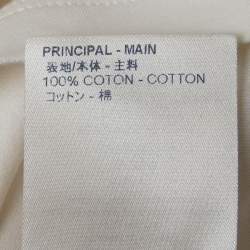 PRINCIPAL - MAIN
表地/本体 - 主料
100% COTON - COTTON
コットン - 棉